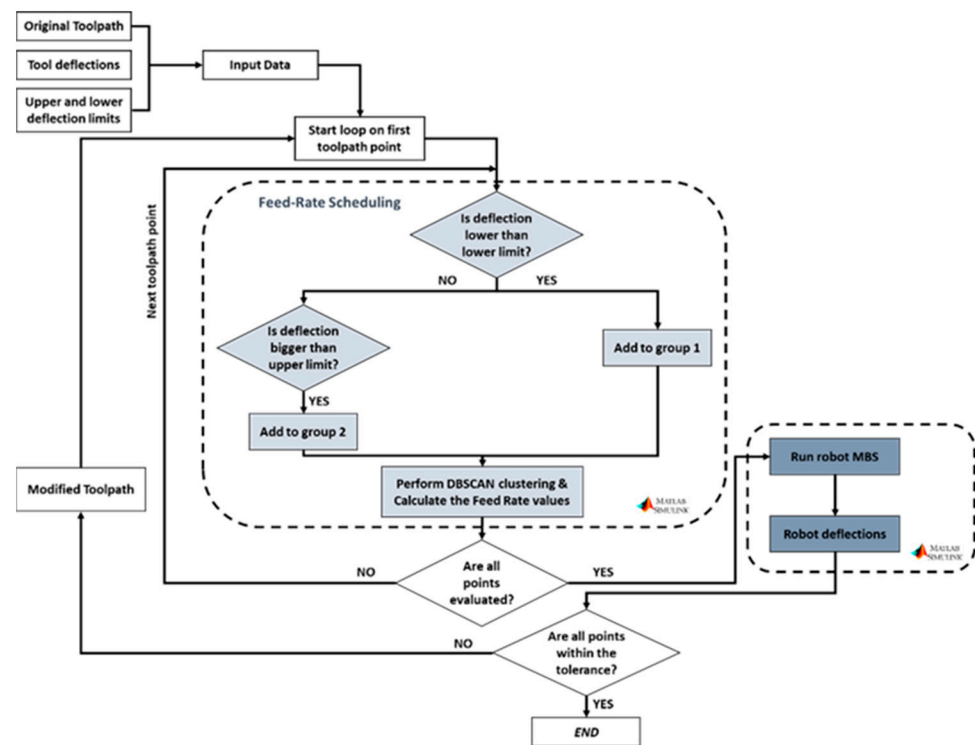 Original Toolpath
Tool deflections
Upper and lower
deflection limits
Input Data
Start loop on first
toolpath point
Next toolpath point
Feed-Rate Scheduling
Is deflection
lower than
lower limit?
NO
YES
Is deflection
bigger than
upper limit?
YES
Add to group 1
Add to group 2
Perform DBSCAN clustering &
Calculate the Feed Rate values
MATLAB
SIMULINK
Run robot MBS
Robot deflections
MATLAB
SIMULINK
Modified Toolpath
Are all
points
evaluated?
NO
YES
Are all points
within the
tolerance?
NO
YES
END